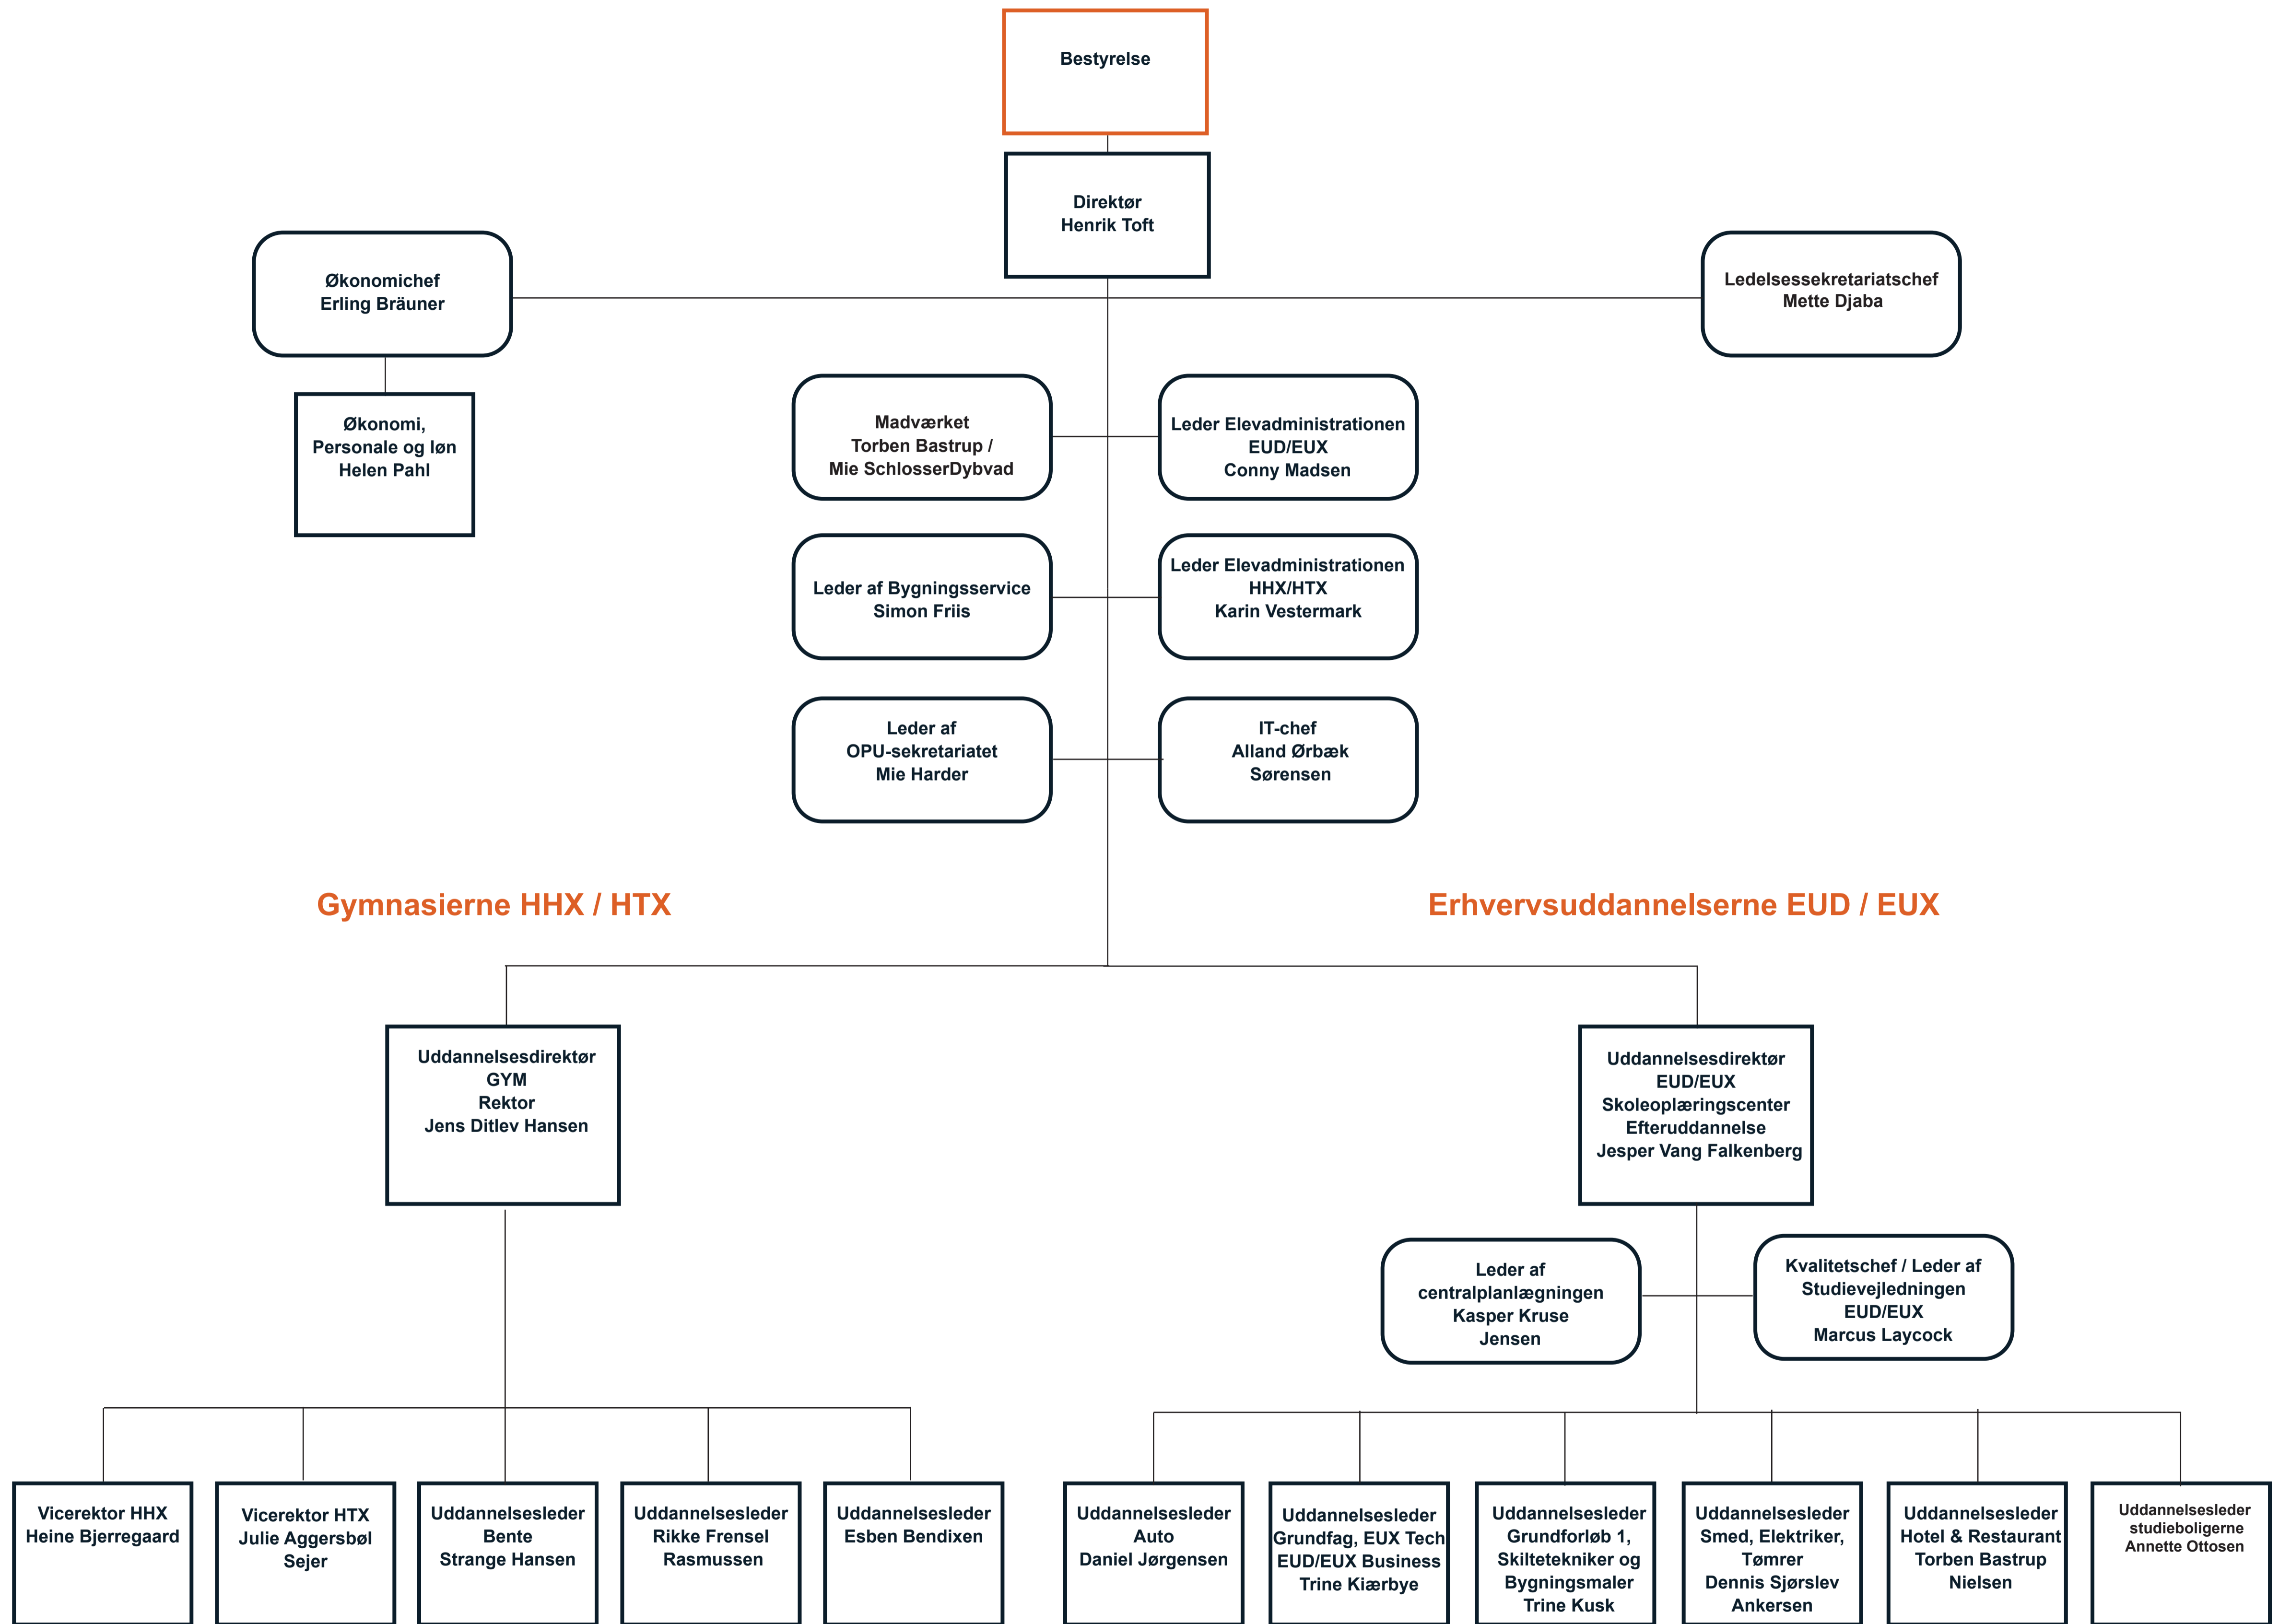 Bestyrelse
Direktør
Henrik Toft
Økonomichef
Erling Bräuner
Ledelsessekretariatschef
Mette Djaba
Økonomi,
Personale og løn
Helen Pahl
Madværket
Torben Bastrup /
Mie SchlosserDybvad
Leder Elevadministrationen
EUD/EUX
Conny Madsen
Leder af Bygningsservice
Simon Friis
Leder Elevadministrationen
HHX/HTX
Karin Vestermark
Leder af
OPU-sekretariatet
Mie Harder
IT-chef
Alland Ørbæk
Sørensen
Gymnasierne HHX / HTX
Erhvervsuddannelserne EUD / EUX
Uddannelsesdirektør
GYM
Rektor
Jens Ditlev Hansen
Uddannelsesdirektør
EUD/EUX
Skoleoplæringscenter
Efteruddannelse
Jesper Vang Falkenberg
Leder af
centralplanlægningen
Kasper Kruse
Jensen
Kvalitetschef / Leder af
Studievejledningen
EUD/EUX
Marcus Laycock
Vicerektor HHX
Heine Bjerregaard
Vicerektor HTX
Julie Aggersbøl
Sejer
Uddannelsesleder
Bente
Strange Hansen
Uddannelsesleder
Rikke Frensel
Rasmussen
Uddannelsesleder
Esben Bendixen
Uddannelsesleder
Auto
Daniel Jørgensen
Uddannelsesleder
Grundfag, EUX Tech
EUD/EUX Business
Trine Kiærbye
Uddannelsesleder
Grundforløb 1,
Skiltetekniker og
Bygningsmaler
Trine Kusk
Uddannelsesleder
Smed, Elektriker,
Tømrer
Dennis Sjørslev
Ankersen
Uddannelsesleder
Hotel & Restaurant
Torben Bastrup
Nielsen
Uddannelsesleder
studieboligerne
Annette Ottosen